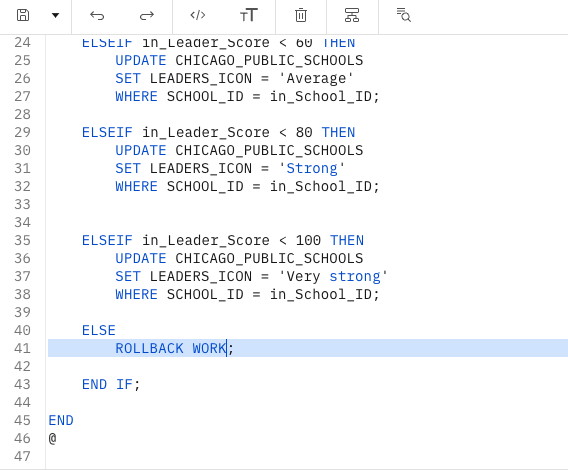 24 ELSEIF in_Leader_Score < 60 THEN
25 UPDATE CHICAGO_PUBLIC_SCHOOLS
26 SET LEADERS_ICON = 'Average'
27 WHERE SCHOOL_ID = in_School_ID;
28
29 ELSEIF in_Leader_Score < 80 THEN
30 UPDATE CHICAGO_PUBLIC_SCHOOLS
31 SET LEADERS_ICON = 'Strong'
32 WHERE SCHOOL_ID = in_School_ID;
33
34
35 ELSEIF in_Leader_Score < 100 THEN
36 UPDATE CHICAGO_PUBLIC_SCHOOLS
37 SET LEADERS_ICON = 'Very strong'
38 WHERE SCHOOL_ID = in_School_ID;
39
40 ELSE
41 ROLLBACK WORK;
42
43 END IF;
44
45 END
46 @
47